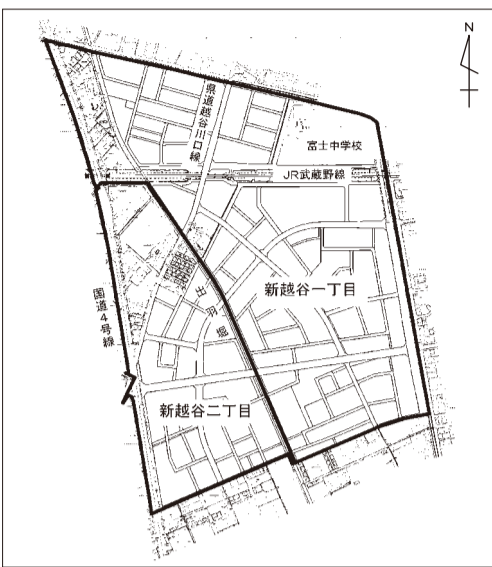 N
県道越谷川口線
富士中学校
JR武蔵野線
出羽堀
新越谷一丁目
国道4号線
新越谷二丁目